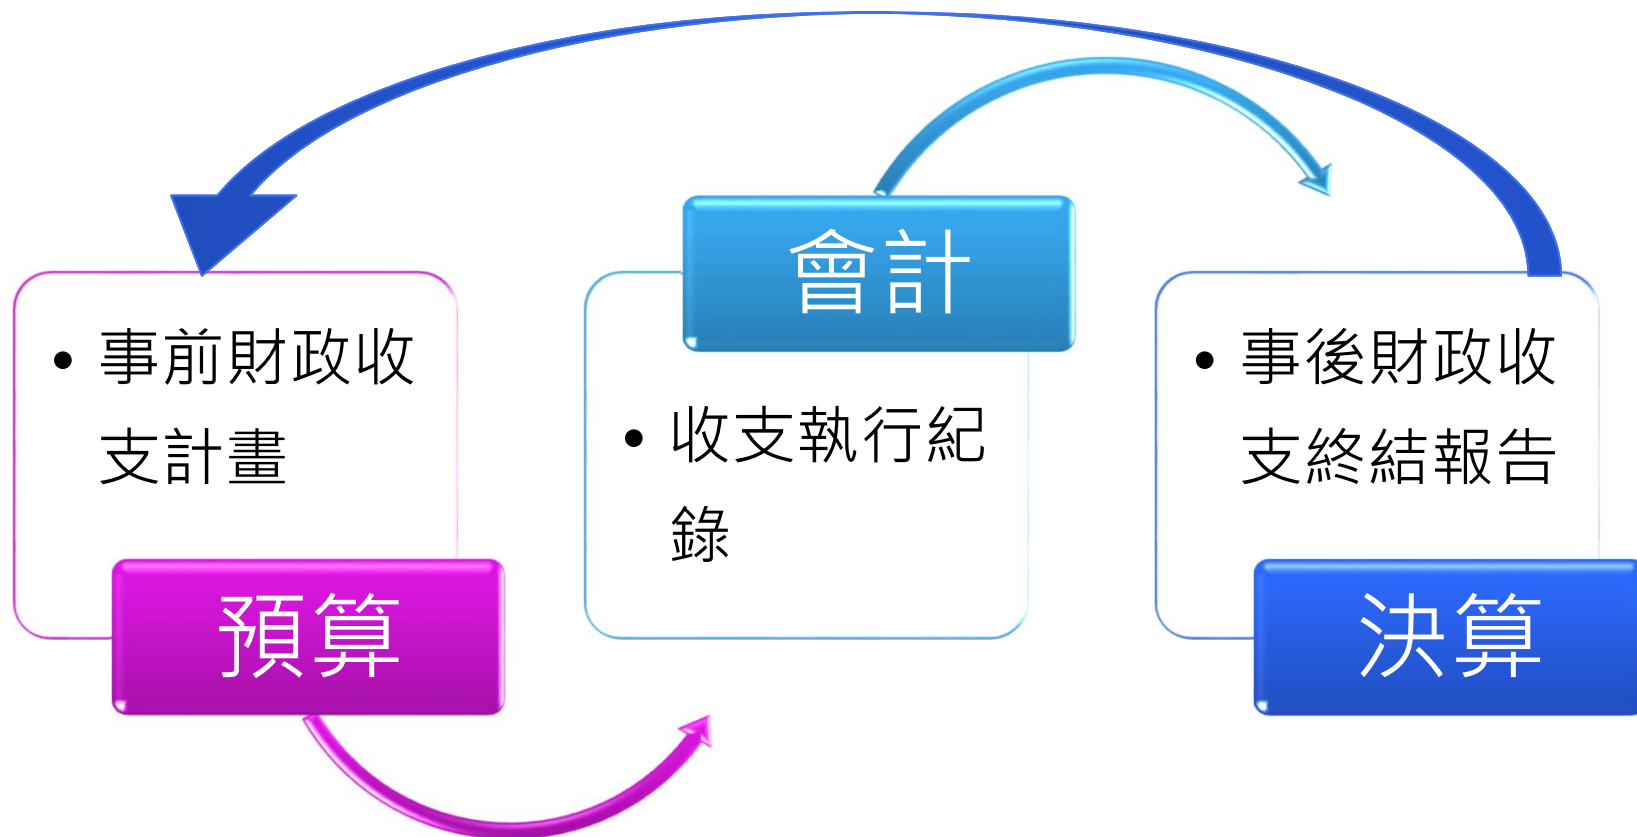 • 事前財政收
支計畫
預算
會計
• 收支執行紀
錄
• 事後財政收
支終結報告
決算